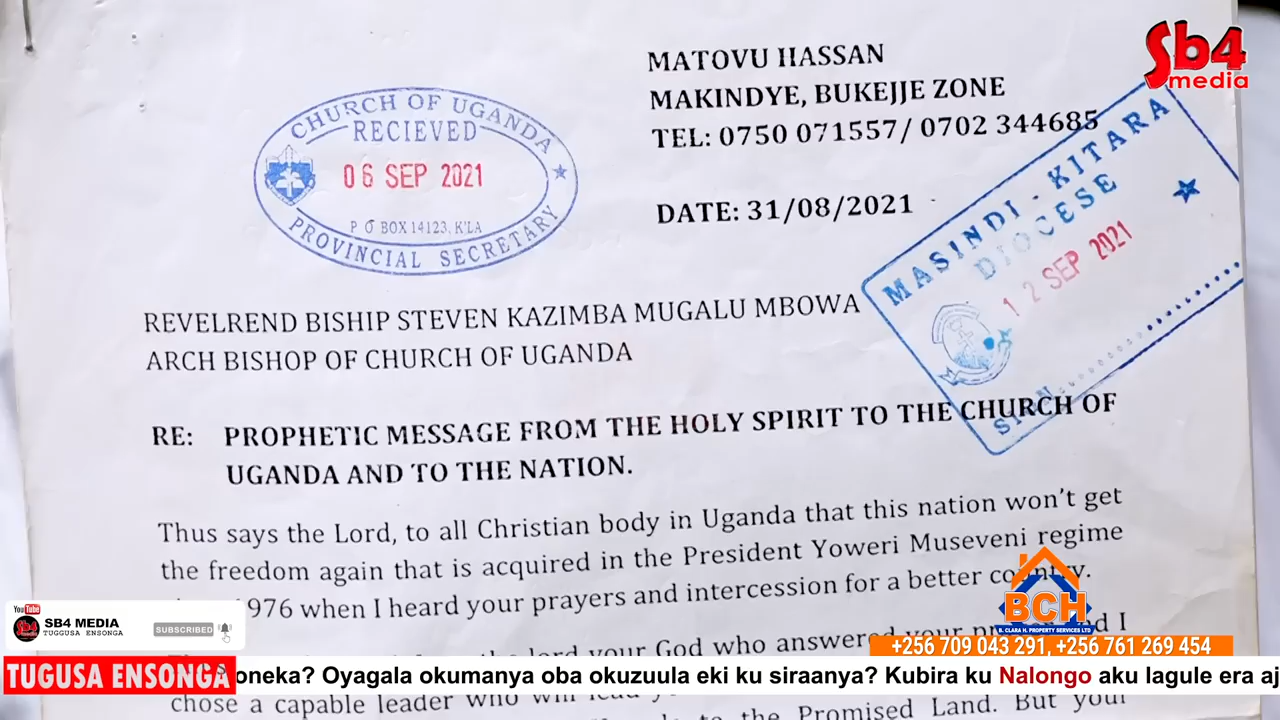 Sb4
media
MATOVU HASSAN
MAKINDYE, BUKEJJE ZONE
TEL: 0750 071557/ 0702 344685
DATE: 31/08/2021
CHURCH OF UGANDA
RECIEVED
06 SEP 2021
P O BOX 14123, K'LA
PROVINCIAL SECRETARY
MASINDI - KITARA
DIOCESE
12 SEP 2021
SIGN
REVELREND BISHIP STEVEN KAZIMBA MUGALU MBOWA
ARCH BISHOP OF CHURCH OF UGANDA
RE: PROPHETIC MESSAGE FROM THE HOLY SPIRIT TO THE CHURCH OF
UGANDA AND TO THE NATION.
Thus says the Lord, to all Christian body in Uganda that this nation won't get
the freedom again that is acquired in the President Yoweri Museveni regime
976 when I heard your prayers and intercession for a better country.
lord your God who answered your I
chose a capable leader who will lead
to the Promised Land. But your
YouTube
SB4 MEDIA
TUGGUSA ENSONGA
SUBSCRIBED
BCH
B. CLARA H. PROPERTY SERVICES LTD
+256 709 043 291, +256 761 269 454
TUGUSA ENSONGA
oneka? Oyagala okumanya oba okuzuula eki ku siraanya? Kubira ku Nalongo aku lagule era aj